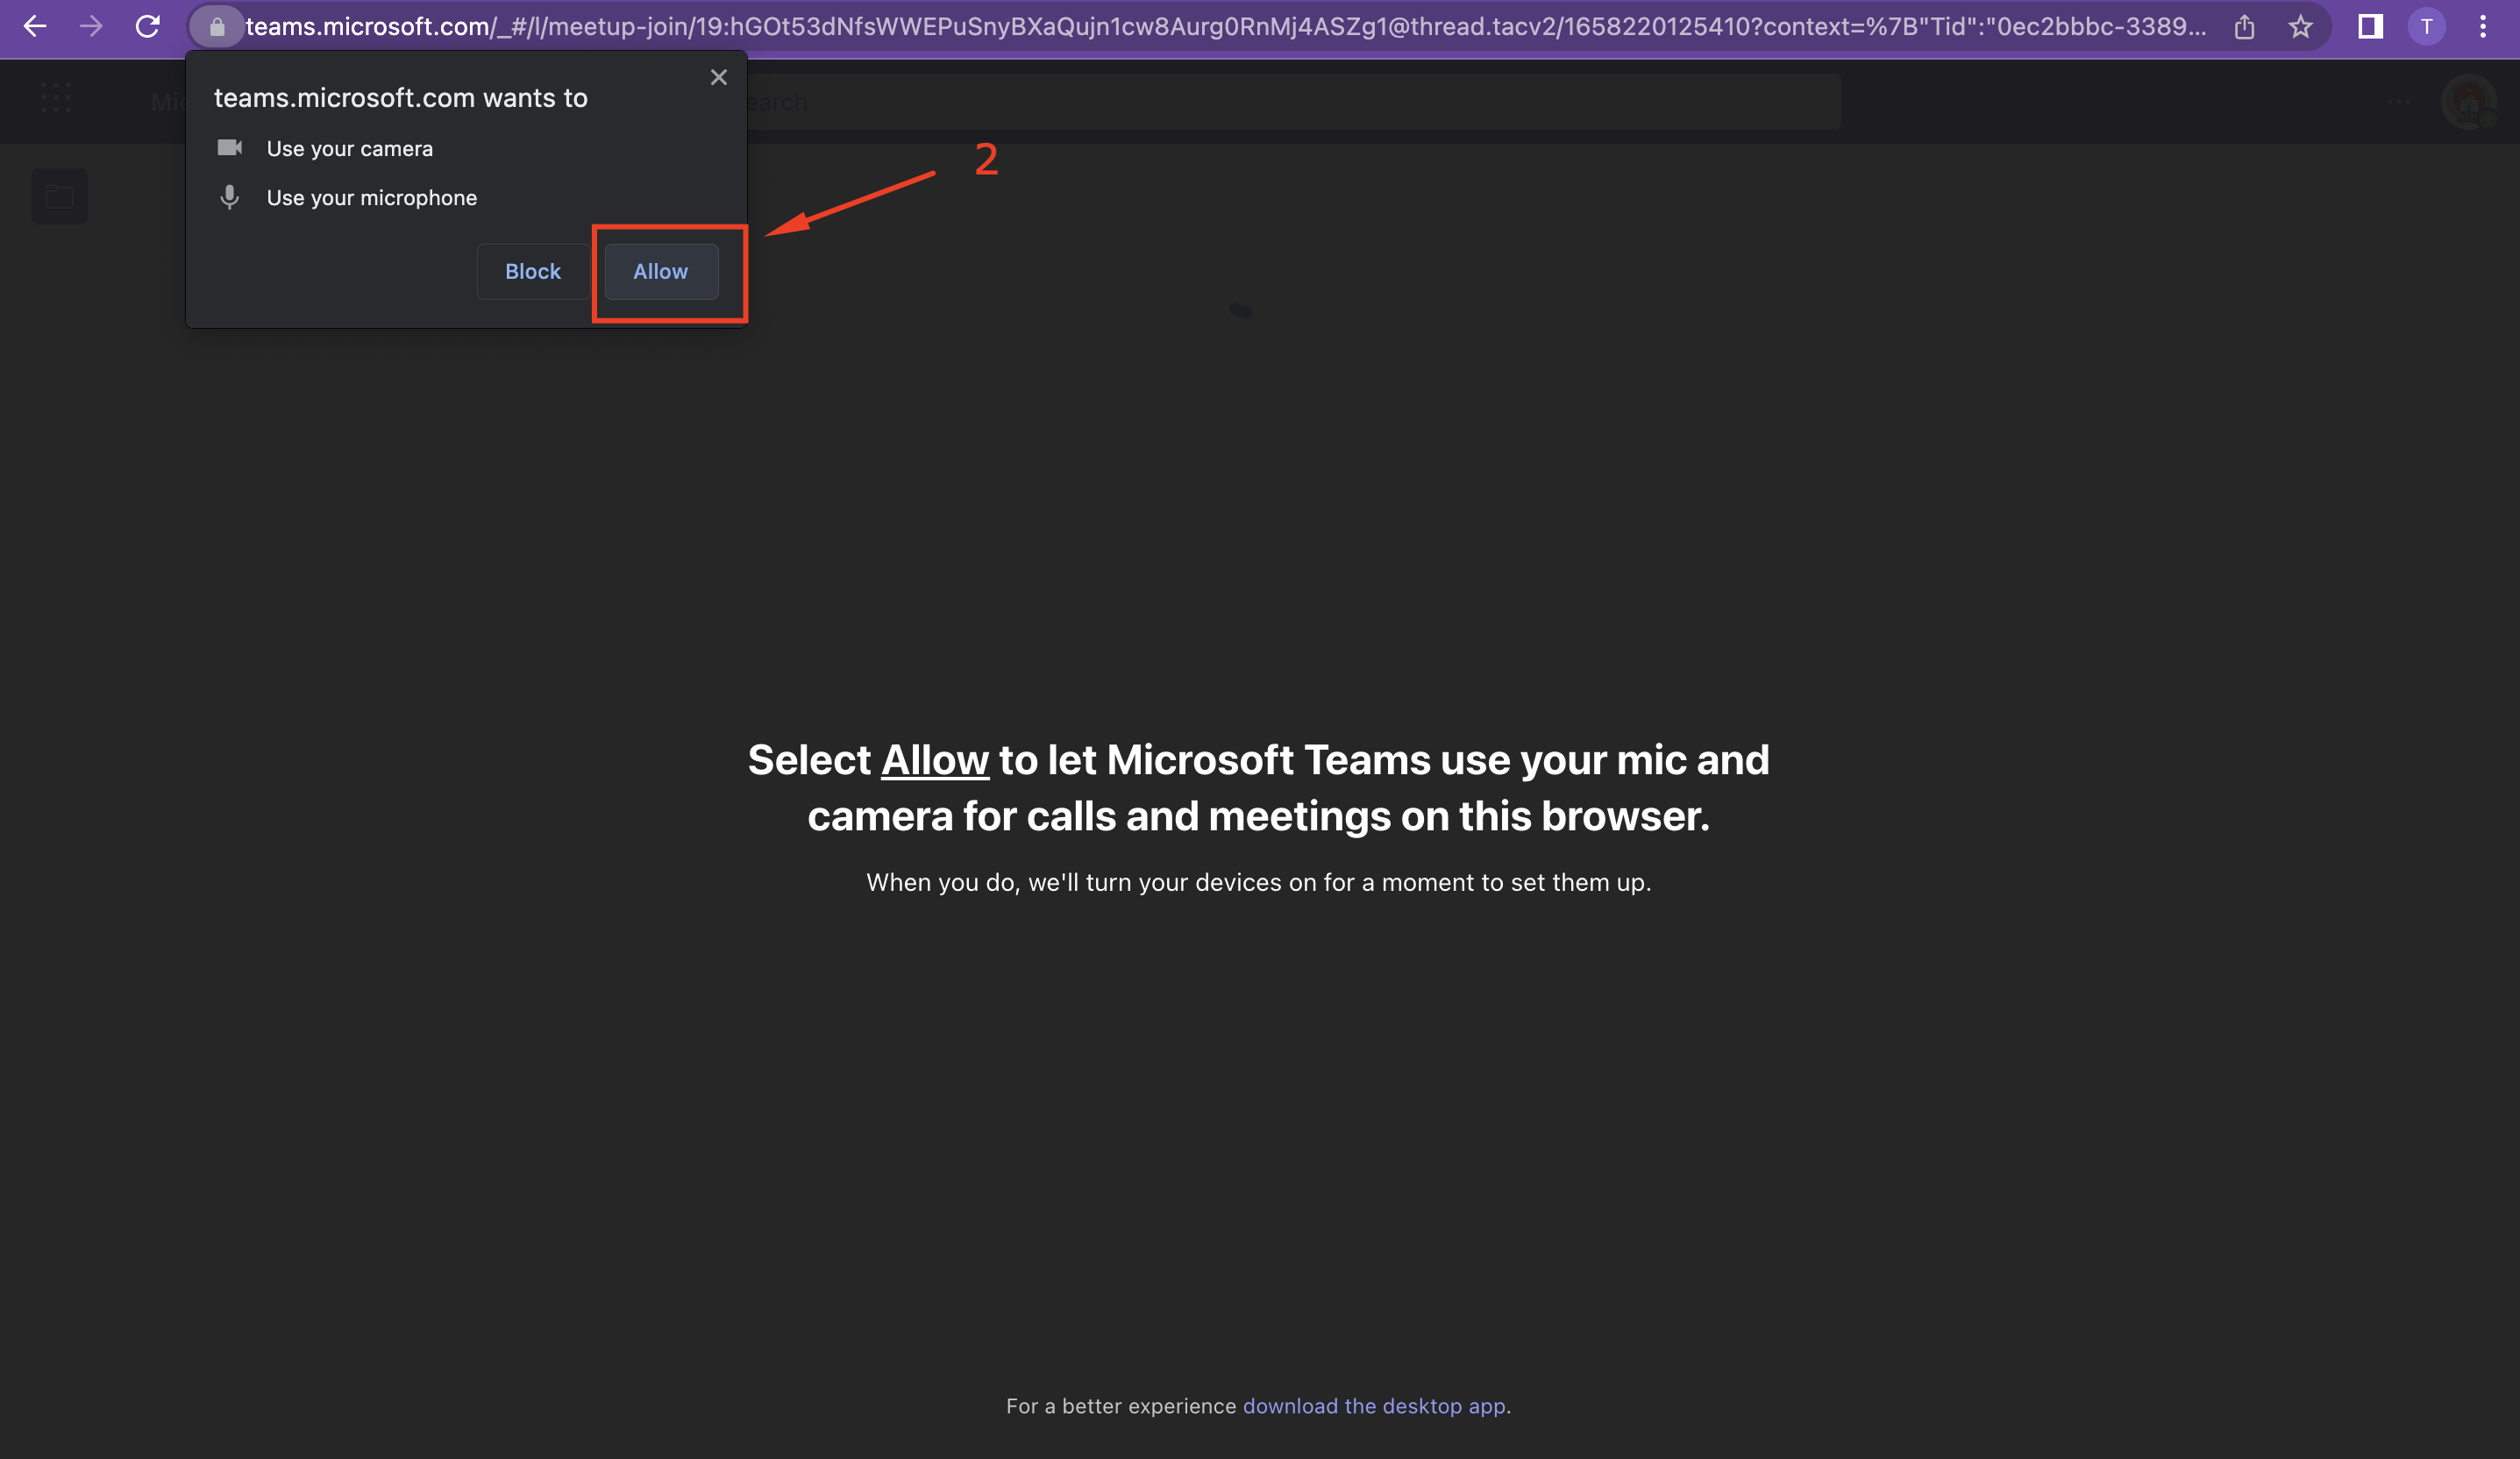 teams.microsoft.com/_#/l/meetup-join/19:hGOt53dNfsWWEPuSnyBXaQujn1cw8Aurg0RnMj4ASZg1@thread.tacv2/1658220125410?context=%7B"Tid":"0ec2bbbc-3389...
T
Mic
earch
teams.microsoft.com wants to
Use your camera
Use your microphone
Block
Allow
2
Select Allow to let Microsoft Teams use your mic and
camera for calls and meetings on this browser.
When you do, we'll turn your devices on for a moment to set them up.
For a better experience download the desktop app.